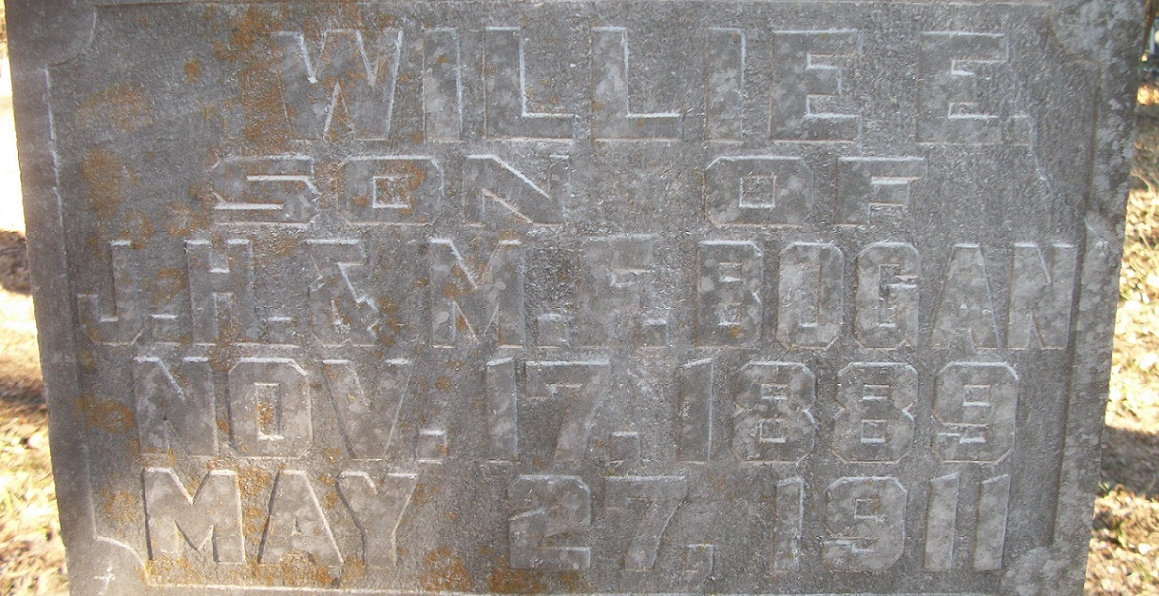 WILLIE E.
SON OF
J.H. & M.F. BOGAN
NOV. 17. 1889
MAY 27, 1911